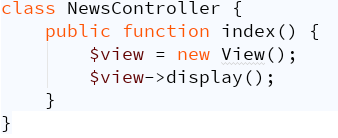 class NewsController {
    public function index() {
        $view = new View();
        $view->display();
    }
}